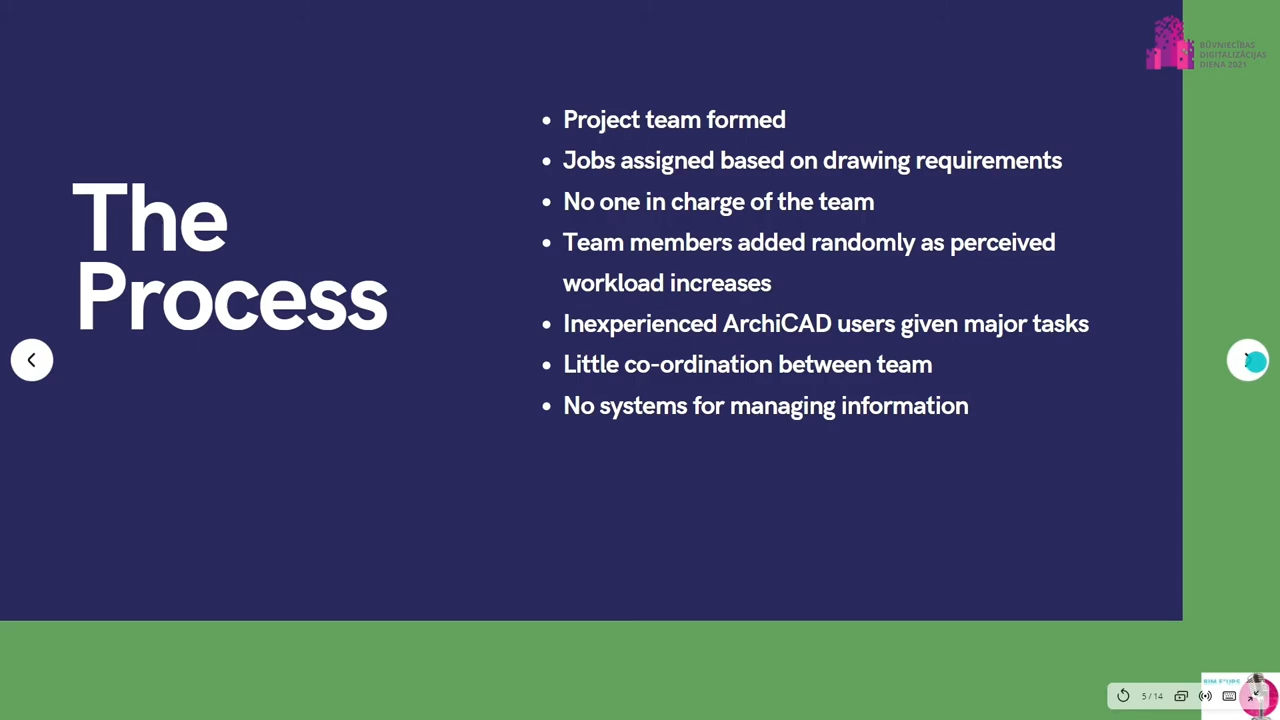 BŪVNIECĪBAS
DIGITALIZĀCIJAS
DIENA 2021
The
Process
• Project team formed
• Jobs assigned based on drawing requirements
• No one in charge of the team
• Team members added randomly as perceived
workload increases
• Inexperienced ArchiCAD users given major tasks
• Little co-ordination between team
• No systems for managing information
5 / 14